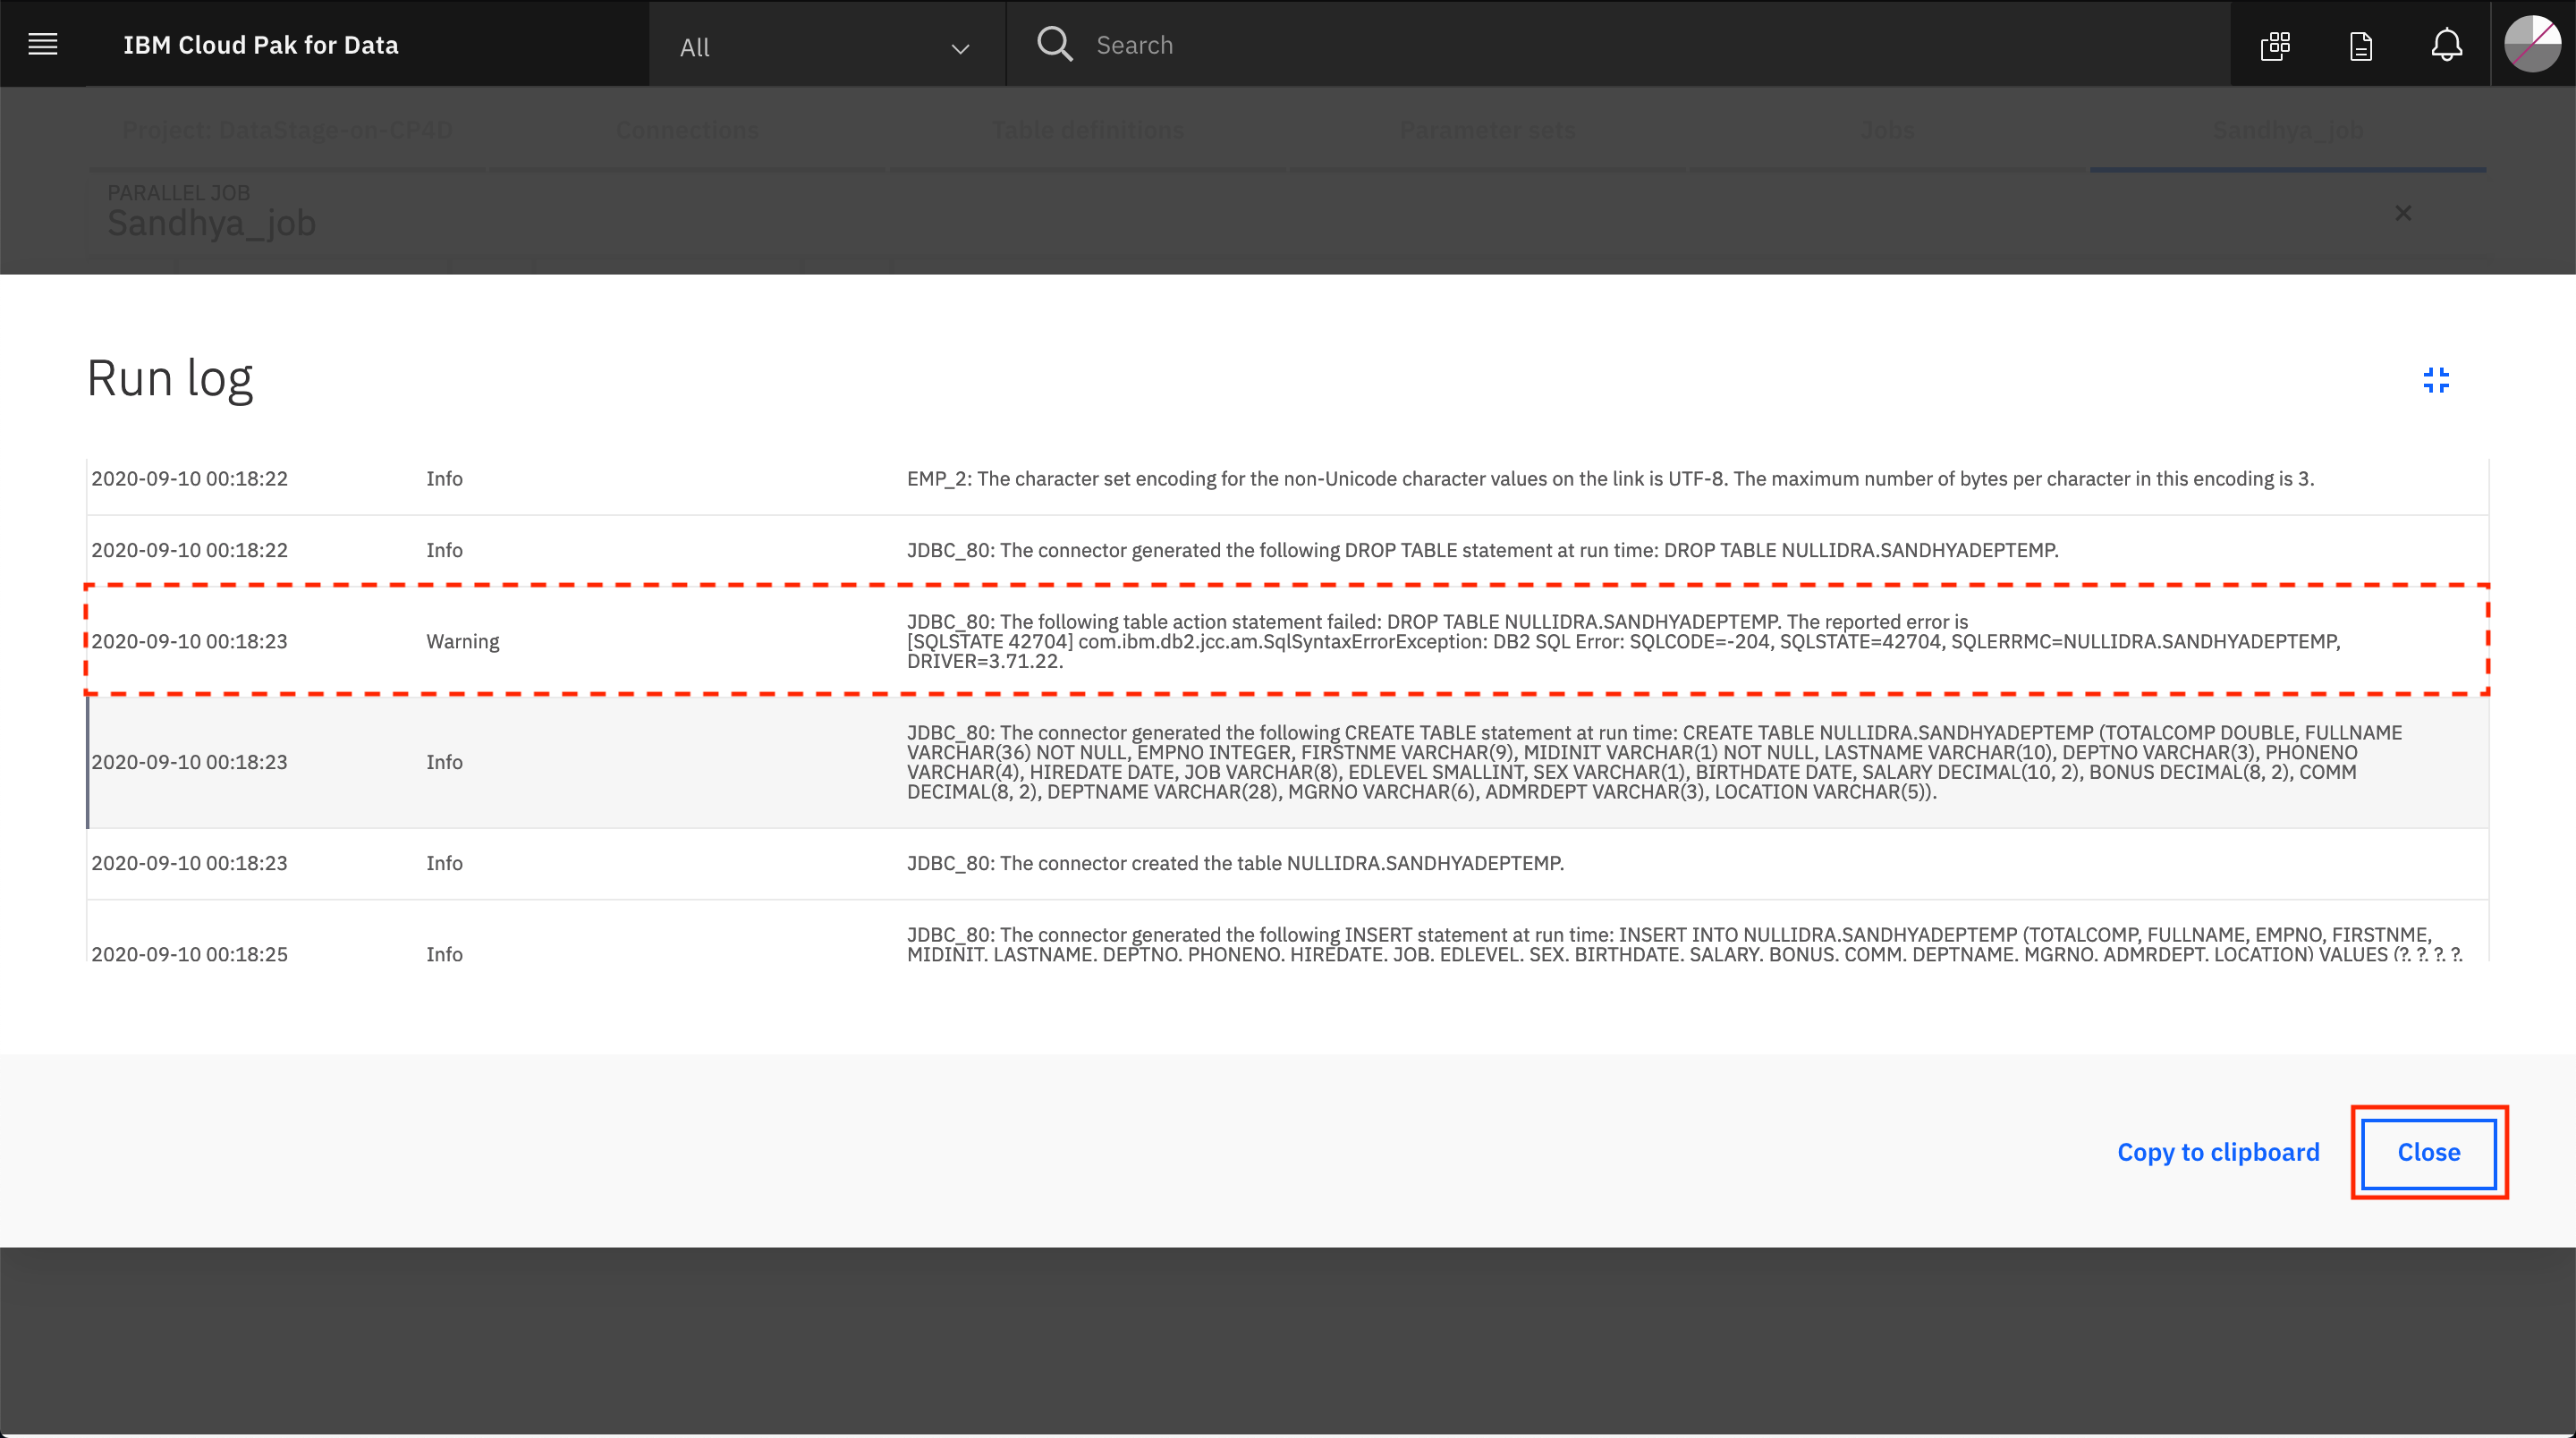 IBM Cloud Pak for Data
All
Search
Project: DataStage-on-CP4D
Connections
Table definitions
Parameter sets
Jobs
Sandhya_job
PARALLEL JOB
Sandhya_job
Run log
2020-09-10 00:18:22 Info EMP_2: The character set encoding for the non-Unicode character values on the link is UTF-8. The maximum number of bytes per character in this encoding is 3.
2020-09-10 00:18:22 Info JDBC_80: The connector generated the following DROP TABLE statement at run time: DROP TABLE NULLIDRA.SANDHYADEPTEMP.
JDBC_80: The following table action statement failed: DROP TABLE NULLIDRA.SANDHYADEPTEMP. The reported error is
2020-09-10 00:18:23 Warning [SQLSTATE 42704] com.ibm.db2.jcc.am.SqlSyntaxErrorException: DB2 SQL Error: SQLCODE=-204, SQLSTATE=42704, SQLERRMC=NULLIDRA.SANDHYADEPTEMP,
DRIVER=3.71.22.
JDBC_80: The connector generated the following CREATE TABLE statement at run time: CREATE TABLE NULLIDRA.SANDHYADEPTEMP (TOTALCOMP DOUBLE, FULLNAME
VARCHAR(36) NOT NULL, EMPNO INTEGER, FIRSTNME VARCHAR(9), MIDINIT VARCHAR(1) NOT NULL, LASTNAME VARCHAR(10), DEPTNO VARCHAR(3), PHONENO
2020-09-10 00:18:23 Info VARCHAR(4), HIREDATE DATE, JOB VARCHAR(8), EDLEVEL SMALLINT, SEX VARCHAR(1), BIRTHDATE DATE, SALARY DECIMAL(10, 2), BONUS DECIMAL(8, 2), COMM
DECIMAL(8, 2), DEPTNAME VARCHAR(28), MGRNO VARCHAR(6), ADMRDEPT VARCHAR(3), LOCATION VARCHAR(5)).
2020-09-10 00:18:23 Info JDBC_80: The connector created the table NULLIDRA.SANDHYADEPTEMP.
JDBC_80: The connector generated the following INSERT statement at run time: INSERT INTO NULLIDRA.SANDHYADEPTEMP (TOTALCOMP, FULLNAME, EMPNO, FIRSTNME,
2020-09-10 00:18:25 Info MIDINIT, LASTNAME, DEPTNO, PHONENO, HIREDATE, JOB, EDLEVEL, SEX, BIRTHDATE, SALARY, BONUS, COMM, DEPTNAME, MGRNO, ADMRDEPT, LOCATION) VALUES (?, ?, ?, ?,
Copy to clipboard
Close